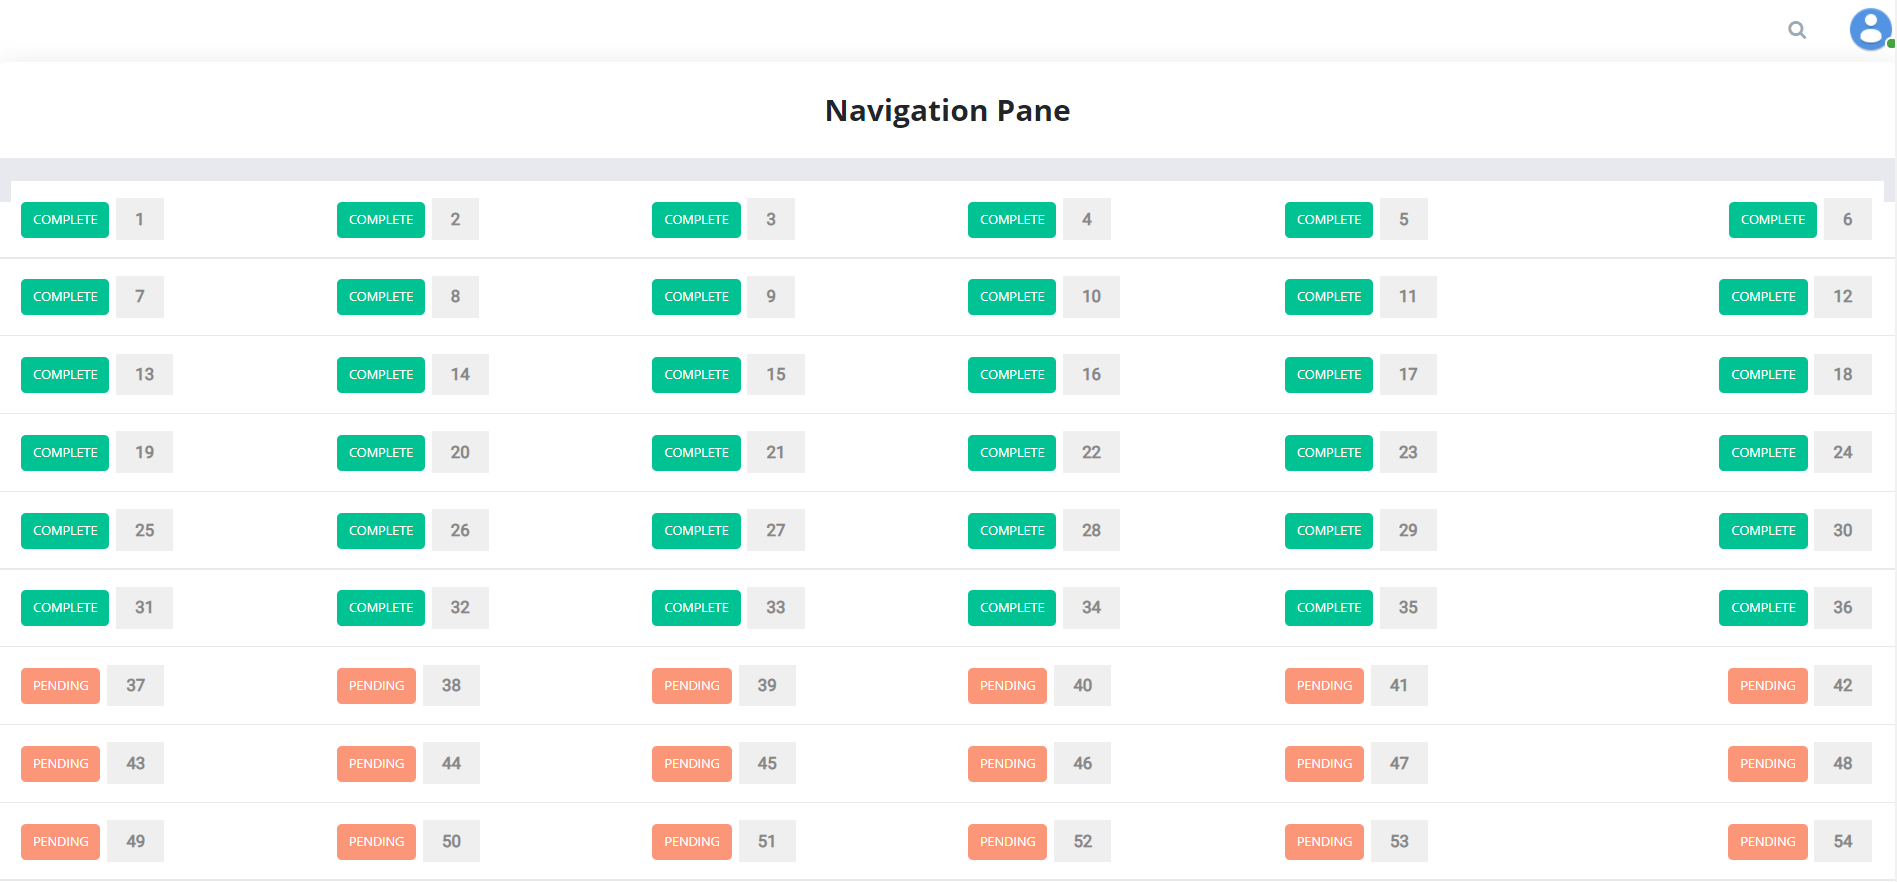 Navigation Pane
COMPLETE 1 COMPLETE 2 COMPLETE 3 COMPLETE 4 COMPLETE 5 COMPLETE 6
COMPLETE 7 COMPLETE 8 COMPLETE 9 COMPLETE 10 COMPLETE 11 COMPLETE 12
COMPLETE 13 COMPLETE 14 COMPLETE 15 COMPLETE 16 COMPLETE 17 COMPLETE 18
COMPLETE 19 COMPLETE 20 COMPLETE 21 COMPLETE 22 COMPLETE 23 COMPLETE 24
COMPLETE 25 COMPLETE 26 COMPLETE 27 COMPLETE 28 COMPLETE 29 COMPLETE 30
COMPLETE 31 COMPLETE 32 COMPLETE 33 COMPLETE 34 COMPLETE 35 COMPLETE 36
PENDING 37 PENDING 38 PENDING 39 PENDING 40 PENDING 41 PENDING 42
PENDING 43 PENDING 44 PENDING 45 PENDING 46 PENDING 47 PENDING 48
PENDING 49 PENDING 50 PENDING 51 PENDING 52 PENDING 53 PENDING 54